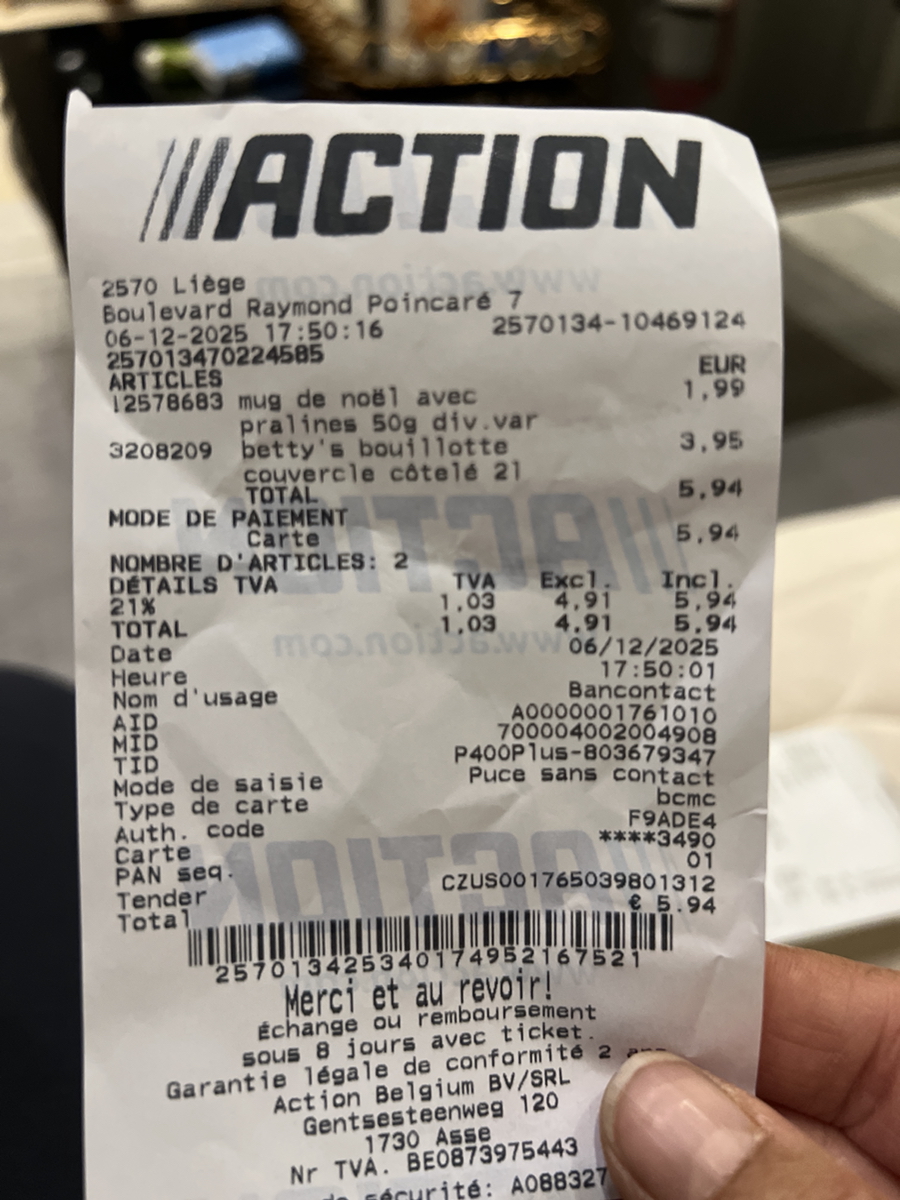 ACTION
2570 Liège
Boulevard Raymond Poincaré 7
06-12-2025 17:50:16 2570134-10469124
257013470224585
EUR
ARTICLES
12578683 mug de noël avec 1,99
pralines 50g div.var
3208209 betty's bouillotte 3,95
couvercle côtelé 2l
TOTAL 5,94
MODE DE PAIEMENT
Carte 5,94
NOMBRE D'ARTICLES: 2
DÉTAILS TVA TVA Excl. Incl.
21% 1,03 4,91 5,94
TOTAL 1,03 4,91 5,94
Date 06/12/2025
Heure 17:50:01
Nom d'usage Bancontact
AID A0000001761010
MID 700004002004908
TID P400Plus-803679347
Mode de saisie Puce sans contact
Type de carte bcmc
Auth. code F9ADE4
Carte ****3490
PAN seq. 01
Tender CZUS001765039801312
Total € 5.94
257013425340174952167521
Merci et au revoir!
Échange ou remboursement
sous 8 jours avec ticket.
Garantie légale de conformité 2
Action Belgium BV/SRL
Gentsesteenweg 120
1730 Asse
Nr TVA. BE0873975443
de sécurité: A088327